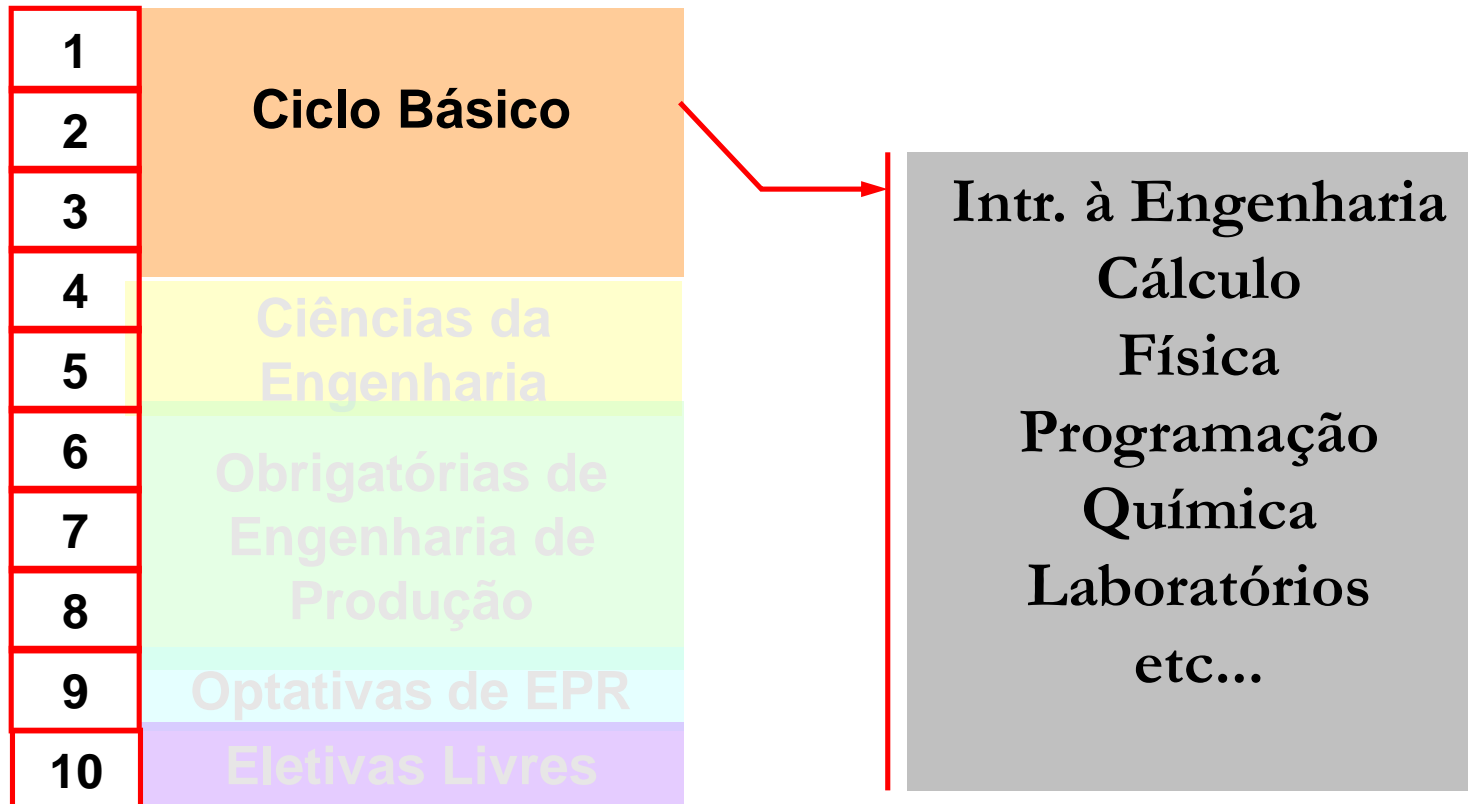 1
2
3
4
5
6
7
8
9
10
Ciclo Básico
Ciências da
Engenharia
Obrigatórias de
Engenharia de
Produção
Optativas de EPR
Eletivas Livres
Intr. à Engenharia
Cálculo
Física
Programação
Química
Laboratórios
etc...